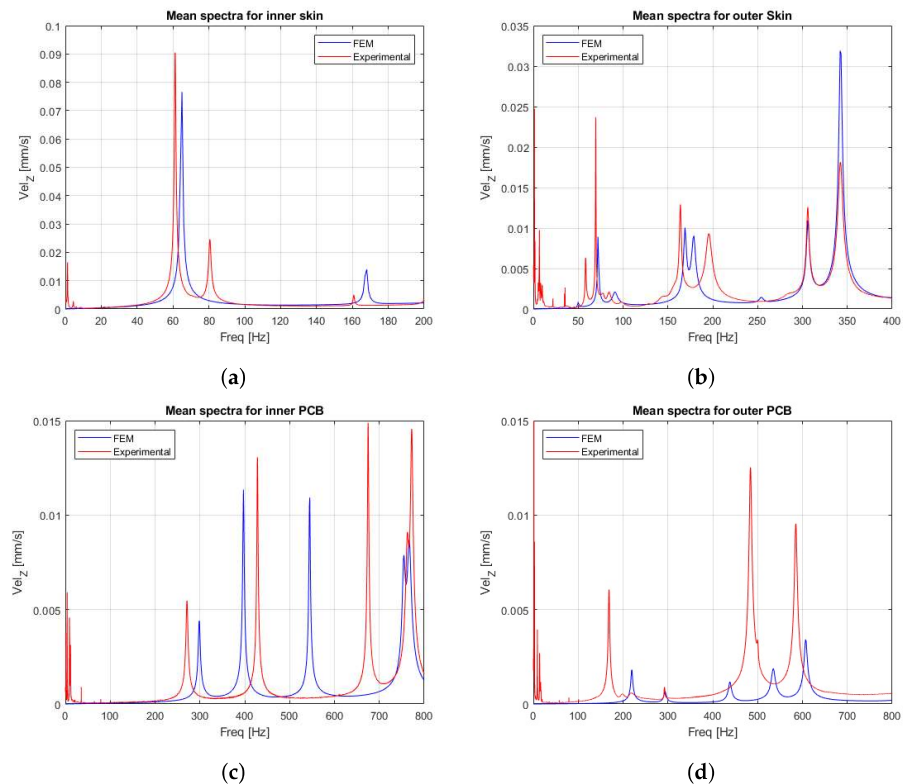 Mean spectra for inner skin
0.1
0.09
0.08
0.07
0.06
0.05
0.04
0.03
0.02
0.01
0
Vel_Z [mm/s]
FEM
Experimental
0 20 40 60 80 100 120 140 160 180 200
Freq [Hz]
(a)
Mean spectra for outer Skin
0.035
0.03
0.025
0.02
0.015
0.01
0.005
0
Vel_Z [mm/s]
FEM
Experimental
0 50 100 150 200 250 300 350 400
Freq [Hz]
(b)
Mean spectra for inner PCB
0.015
0.01
0.005
0
Vel_Z [mm/s]
FEM
Experimental
0 100 200 300 400 500 600 700 800
Freq [Hz]
(c)
Mean spectra for outer PCB
0.015
0.01
0.005
0
Vel_Z [mm/s]
FEM
Experimental
0 100 200 300 400 500 600 700 800
Freq [Hz]
(d)